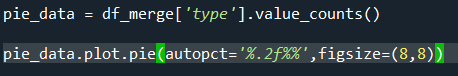 pie_data = df_merge['type'].value_counts()
pie_data.plot.pie(autopct='%.2f%%',figsize=(8,8))